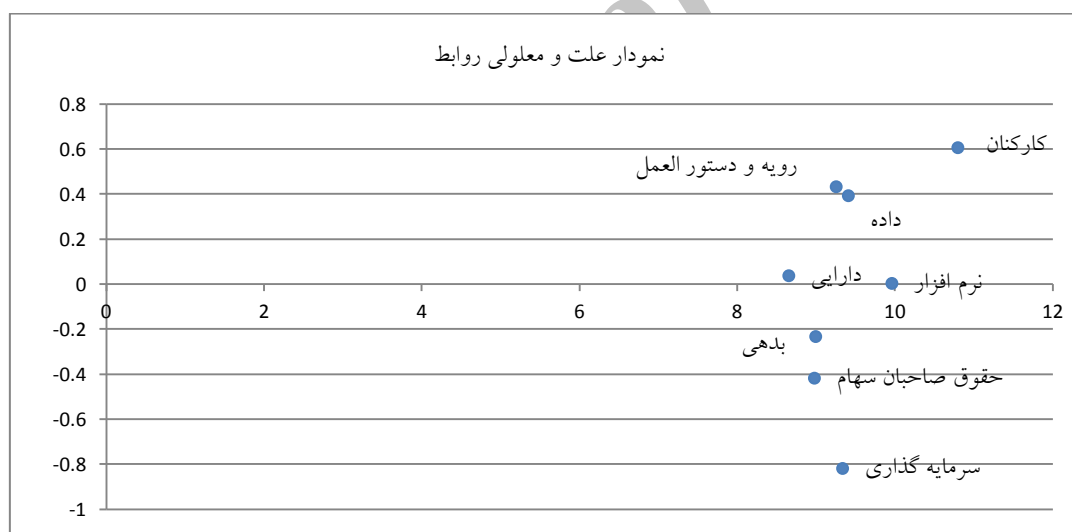 نمودار علت و معلولی روابط
0.8
کارکنان
0.6
رویه و دستور العمل
0.4
داده
0.2
دارایی
نرم افزار
0
0 2 4 6 8 10 12
-0.2
بدهی
-0.4
حقوق صاحبان سهام
-0.6
-0.8
سرمایه گذاری
-1